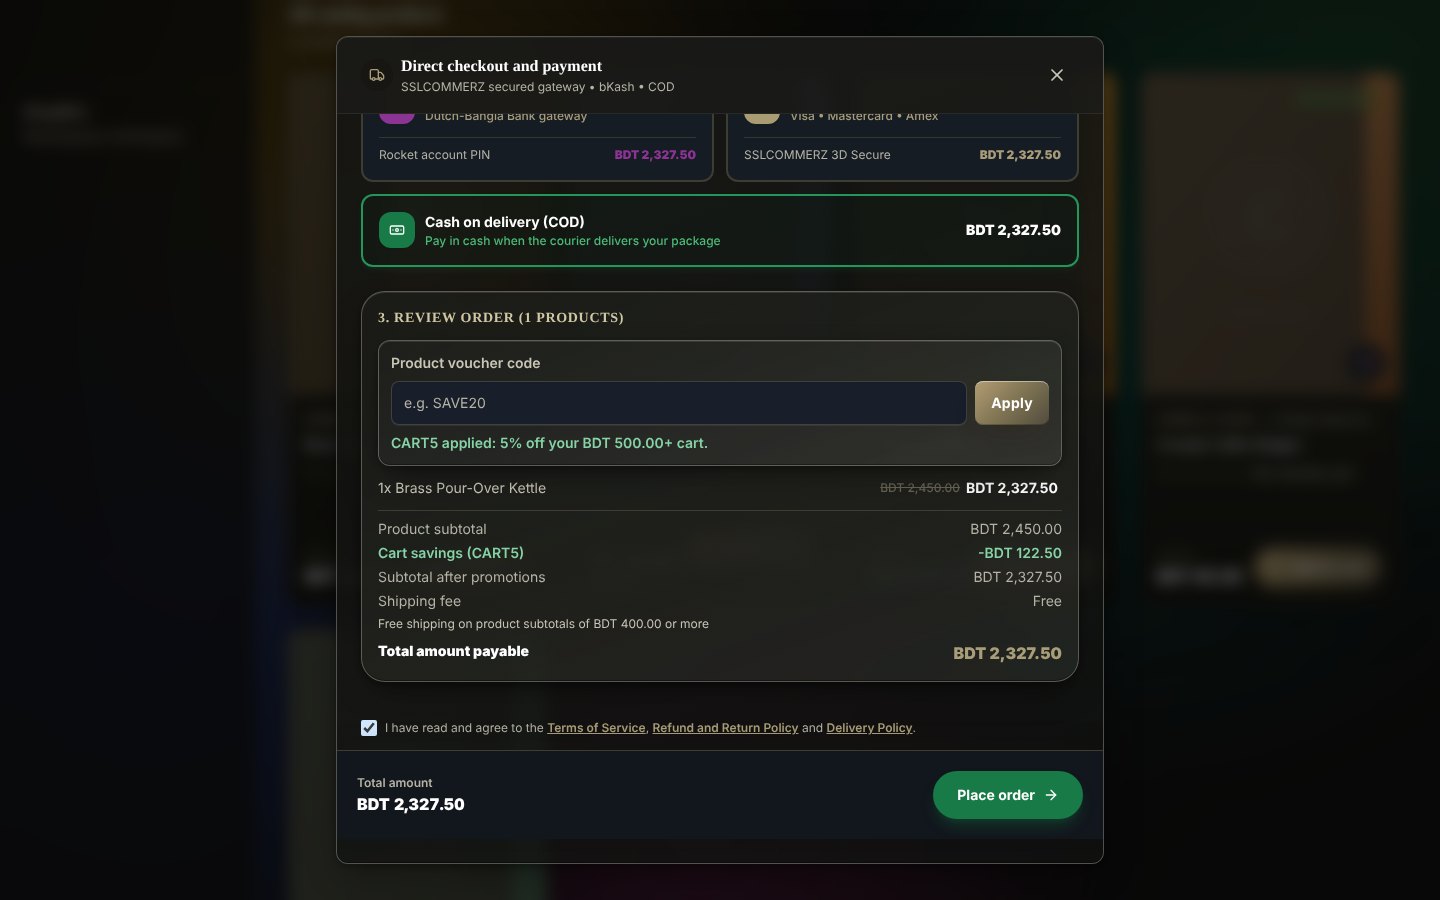 Direct checkout and payment
SSLCOMMERZ secured gateway • bKash • COD
Dutch-Bangla Bank gateway
Visa • Mastercard • Amex
Rocket account PIN
BDT 2,327.50
SSLCOMMERZ 3D Secure
BDT 2,327.50
Cash on delivery (COD)
Pay in cash when the courier delivers your package
BDT 2,327.50
3. REVIEW ORDER (1 PRODUCTS)
Product voucher code
e.g. SAVE20
Apply
CART5 applied: 5% off your BDT 500.00+ cart.
1x Brass Pour-Over Kettle
BDT 2,450.00 BDT 2,327.50
Product subtotal
BDT 2,450.00
Cart savings (CART5)
-BDT 122.50
Subtotal after promotions
BDT 2,327.50
Shipping fee
Free
Free shipping on product subtotals of BDT 400.00 or more
Total amount payable
BDT 2,327.50
I have read and agree to the Terms of Service, Refund and Return Policy and Delivery Policy.
Total amount
BDT 2,327.50
Place order